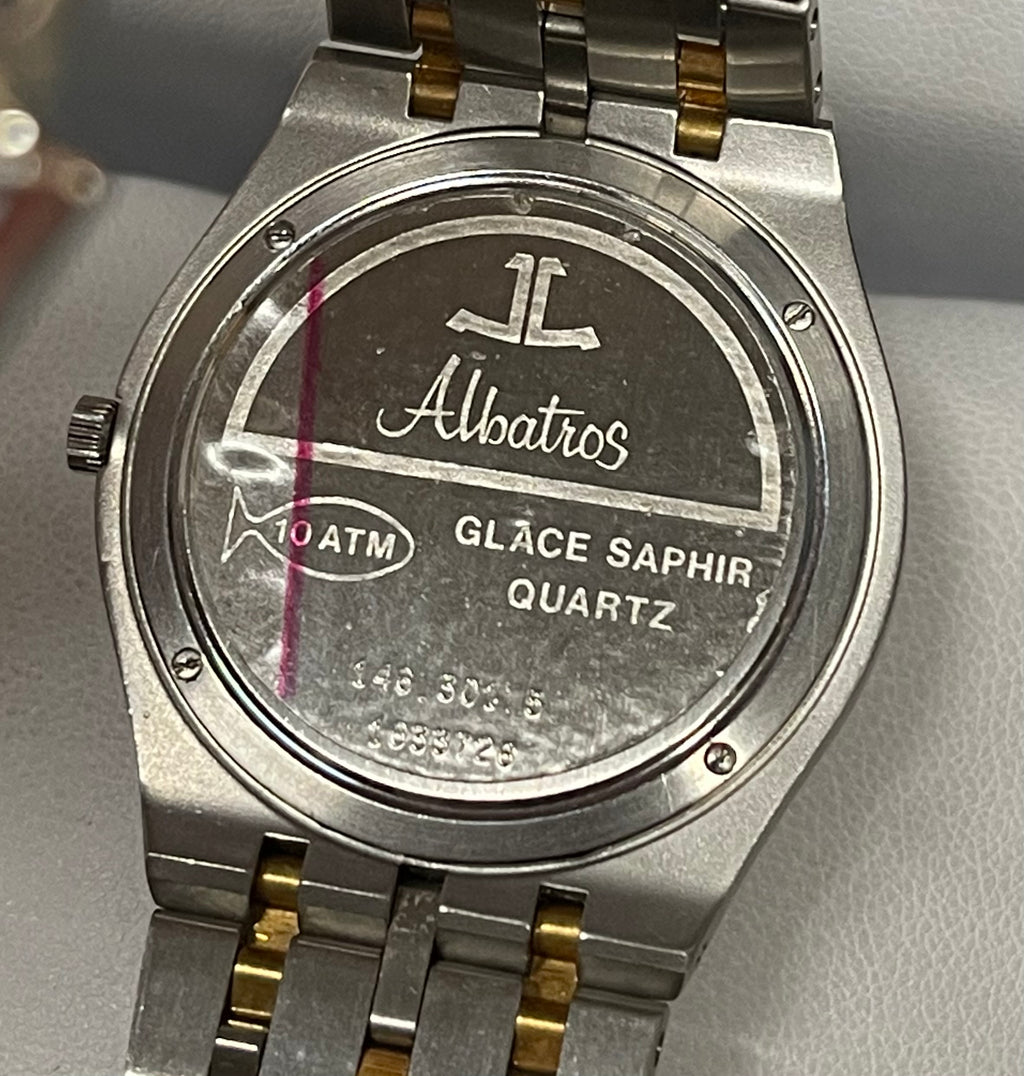 JL
Albatros
10 ATM
GLACE SAPHIR
QUARTZ